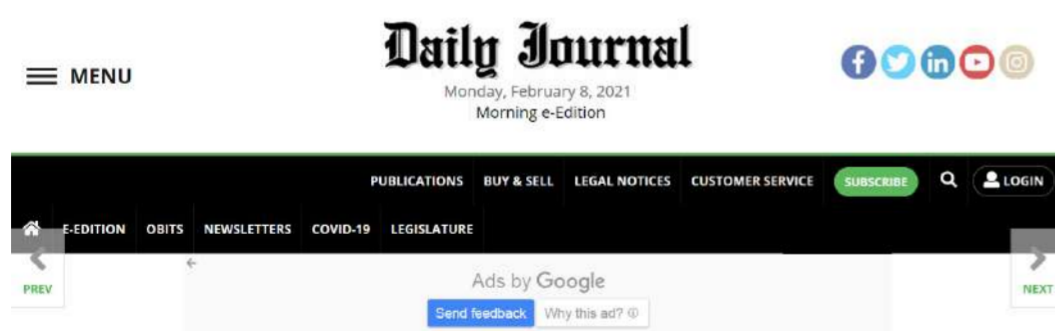 Daily Journal
MENU
Monday, February 8, 2021
Morning e-Edition
PUBLICATIONS BUY & SELL LEGAL NOTICES CUSTOMER SERVICE SUBSCRIBE LOGIN
E-EDITION OBITS NEWSLETTERS COVID-19 LEGISLATURE
PREV
NEXT
Ads by Google
Send feedback Why this ad?